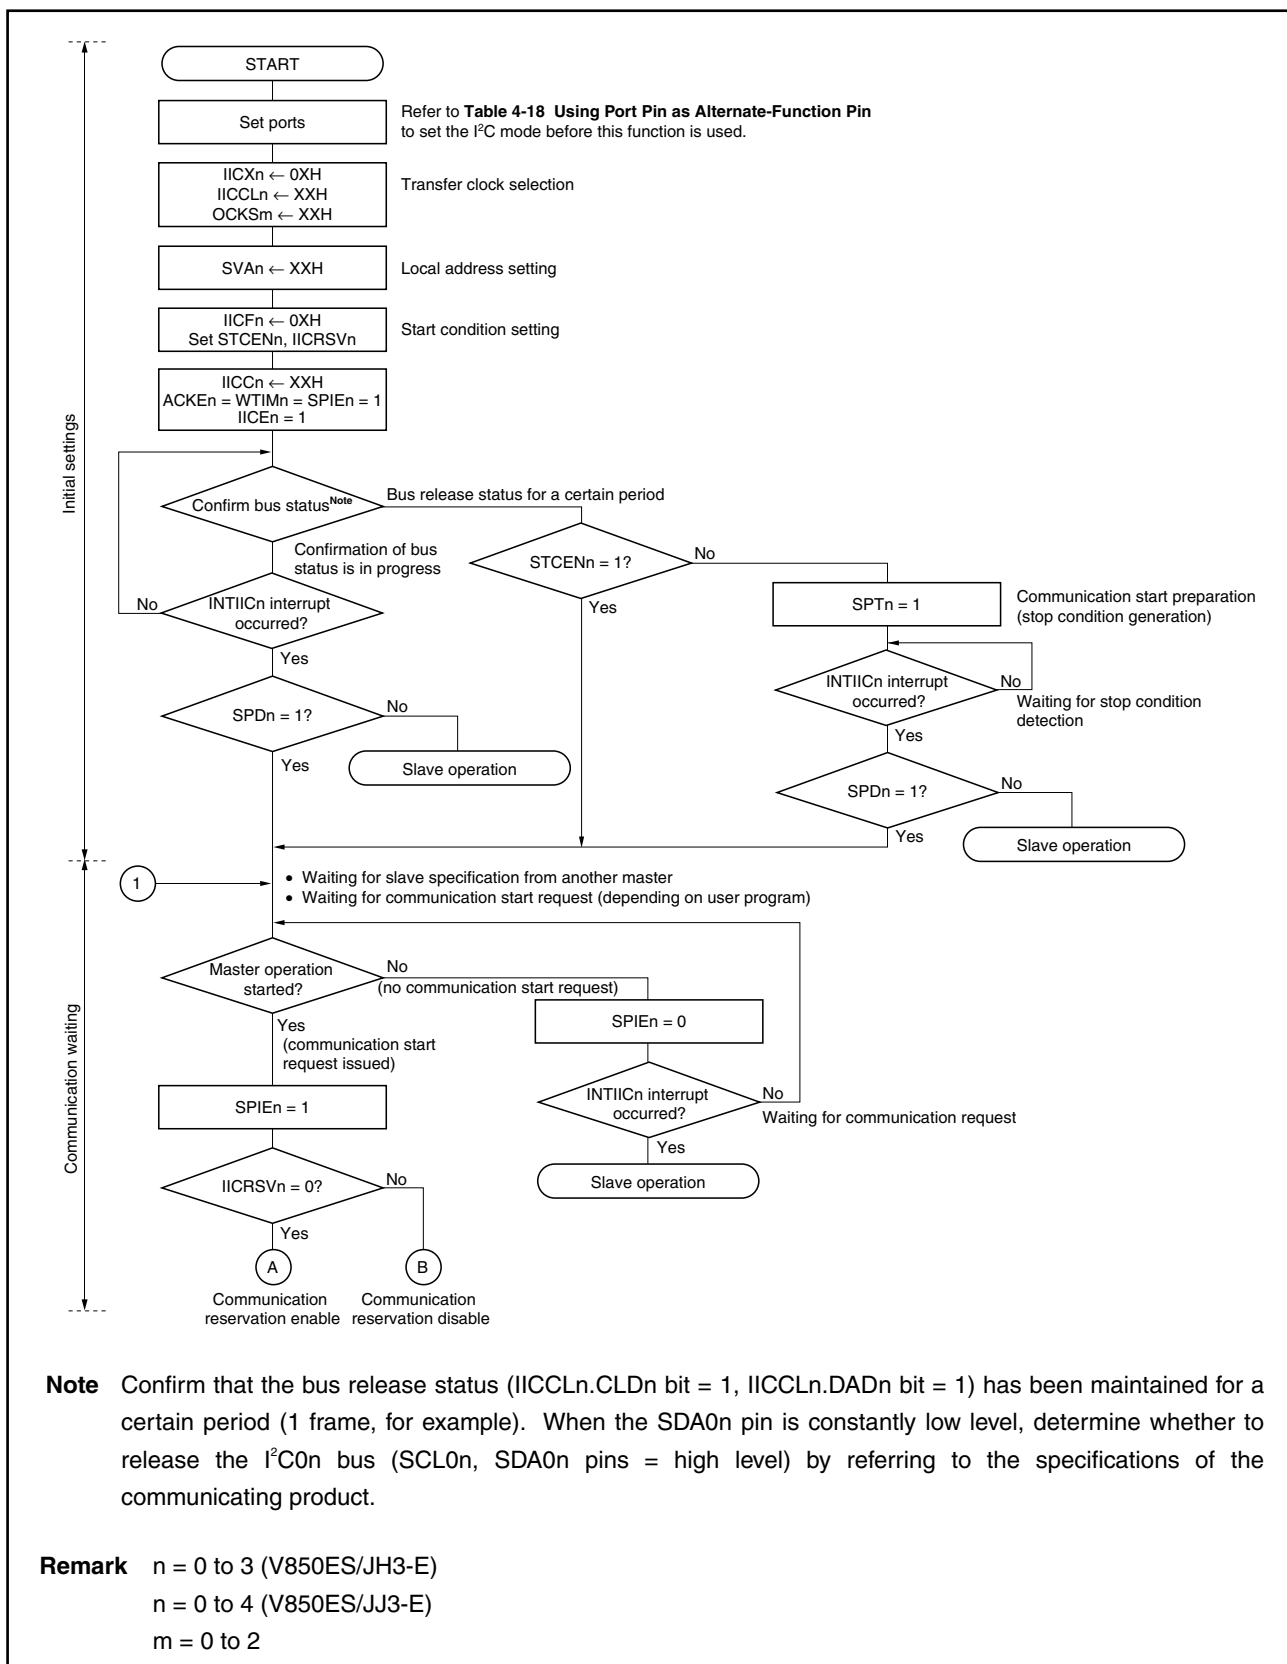 START
Set ports
Refer to Table 4-18 Using Port Pin as Alternate-Function Pin
to set the I²C mode before this function is used.
IICXn ← 0XH
IICCLn ← XXH
OCKSm ← XXH
Transfer clock selection
SVAn ← XXH
Local address setting
IICFn ← 0XH
Set STCENn, IICRSVn
Start condition setting
IICCn ← XXH
ACKEn = WTIMn = SPIEn = 1
IICEn = 1
Initial settings
Confirm bus status^Note
Bus release status for a certain period
Confirmation of bus
status is in progress
STCENn = 1?
No
Yes
SPTn = 1
Communication start preparation
(stop condition generation)
INTIICn interrupt
occurred?
No
Yes
INTIICn interrupt
occurred?
No
Waiting for stop condition
detection
Yes
SPDn = 1?
No
Yes
Slave operation
SPDn = 1?
No
Yes
Slave operation
1
• Waiting for slave specification from another master
• Waiting for communication start request (depending on user program)
Communication waiting
Master operation
started?
No
(no communication start request)
Yes
(communication start
request issued)
SPIEn = 0
INTIICn interrupt
occurred?
No
Waiting for communication request
Yes
Slave operation
SPIEn = 1
IICRSVn = 0?
No
Yes
A
B
Communication
reservation enable
Communication
reservation disable
Note Confirm that the bus release status (IICCLn.CLDn bit = 1, IICCLn.DADn bit = 1) has been maintained for a
certain period (1 frame, for example). When the SDA0n pin is constantly low level, determine whether to
release the I²C0n bus (SCL0n, SDA0n pins = high level) by referring to the specifications of the
communicating product.
Remark n = 0 to 3 (V850ES/JH3-E)
n = 0 to 4 (V850ES/JJ3-E)
m = 0 to 2